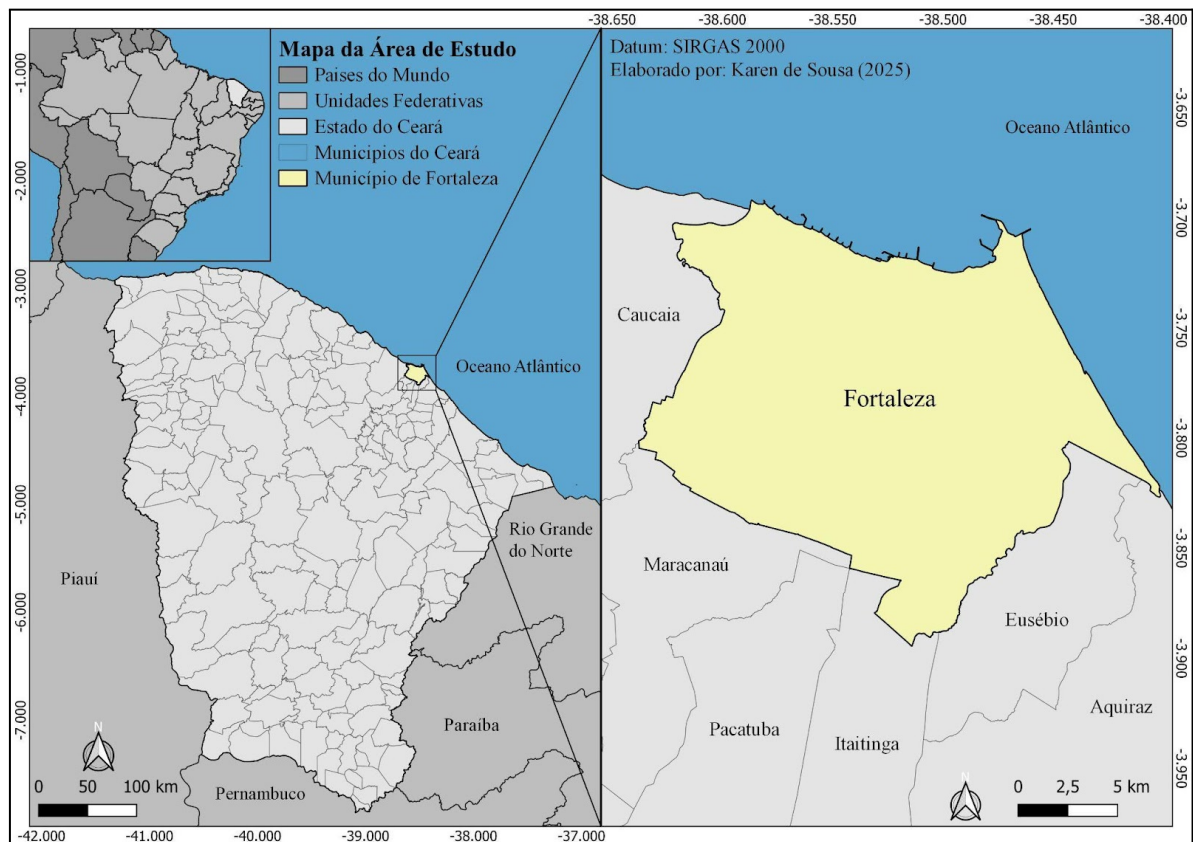 -38.650 -38.600 -38.550 -38.500 -38.450 -38.400
Mapa da Área de Estudo
Paises do Mundo
Unidades Federativas
Estado do Ceará
Municípios do Ceará
Município de Fortaleza
Datum: SIRGAS 2000
Elaborado por: Karen de Sousa (2025)
Oceano Atlântico
Caucaia
Fortaleza
Maracanaú
Eusébio
Pacatuba
Itaitinga
Aquiraz
N
0 2,5 5 km
-3.650
-3.700
-3.750
-3.800
-3.850
-3.900
-3.950
-1.000
-2.000
-3.000
-4.000
-5.000
-6.000
-7.000
Oceano Atlântico
Rio Grande
do Norte
Piauí
Paraíba
Pernambuco
N
0 50 100 km
-42.000 -41.000 -40.000 -39.000 -38.000 -37.000